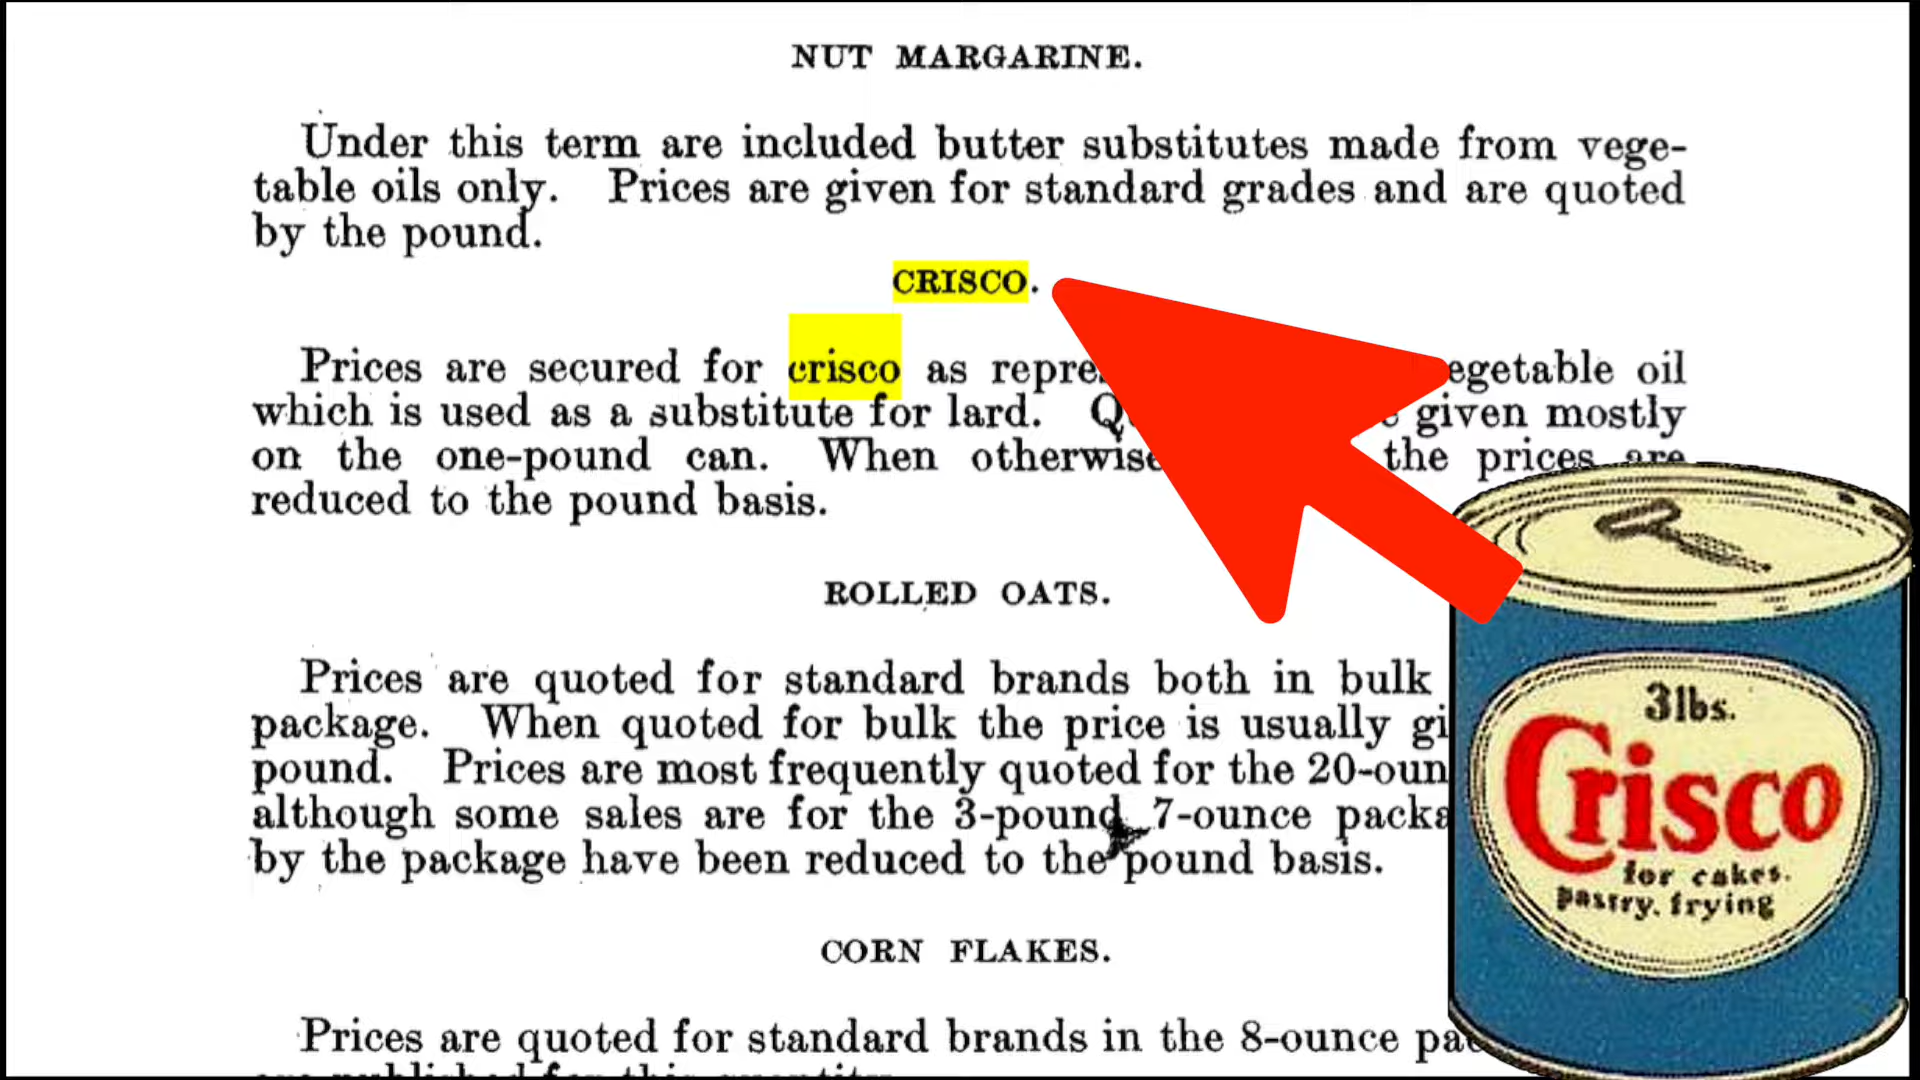 NUT MARGARINE.
Under this term are included butter substitutes made from vege-
table oils only. Prices are given for standard grades and are quoted
by the pound.
CRISCO.
Prices are secured for crisco as repre egetable oil
which is used as a substitute for lard. Q given mostly
on the one-pound can. When otherwise the prices are
reduced to the pound basis.
ROLLED OATS.
Prices are quoted for standard brands both in bulk
package. When quoted for bulk the price is usually gi
pound. Prices are most frequently quoted for the 20-oun
although some sales are for the 3-pound 7-ounce packa
by the package have been reduced to the pound basis.
CORN FLAKES.
Prices are quoted for standard brands in the 8-ounce pac
3lbs.
Crisco
for cakes.
pastry. frying